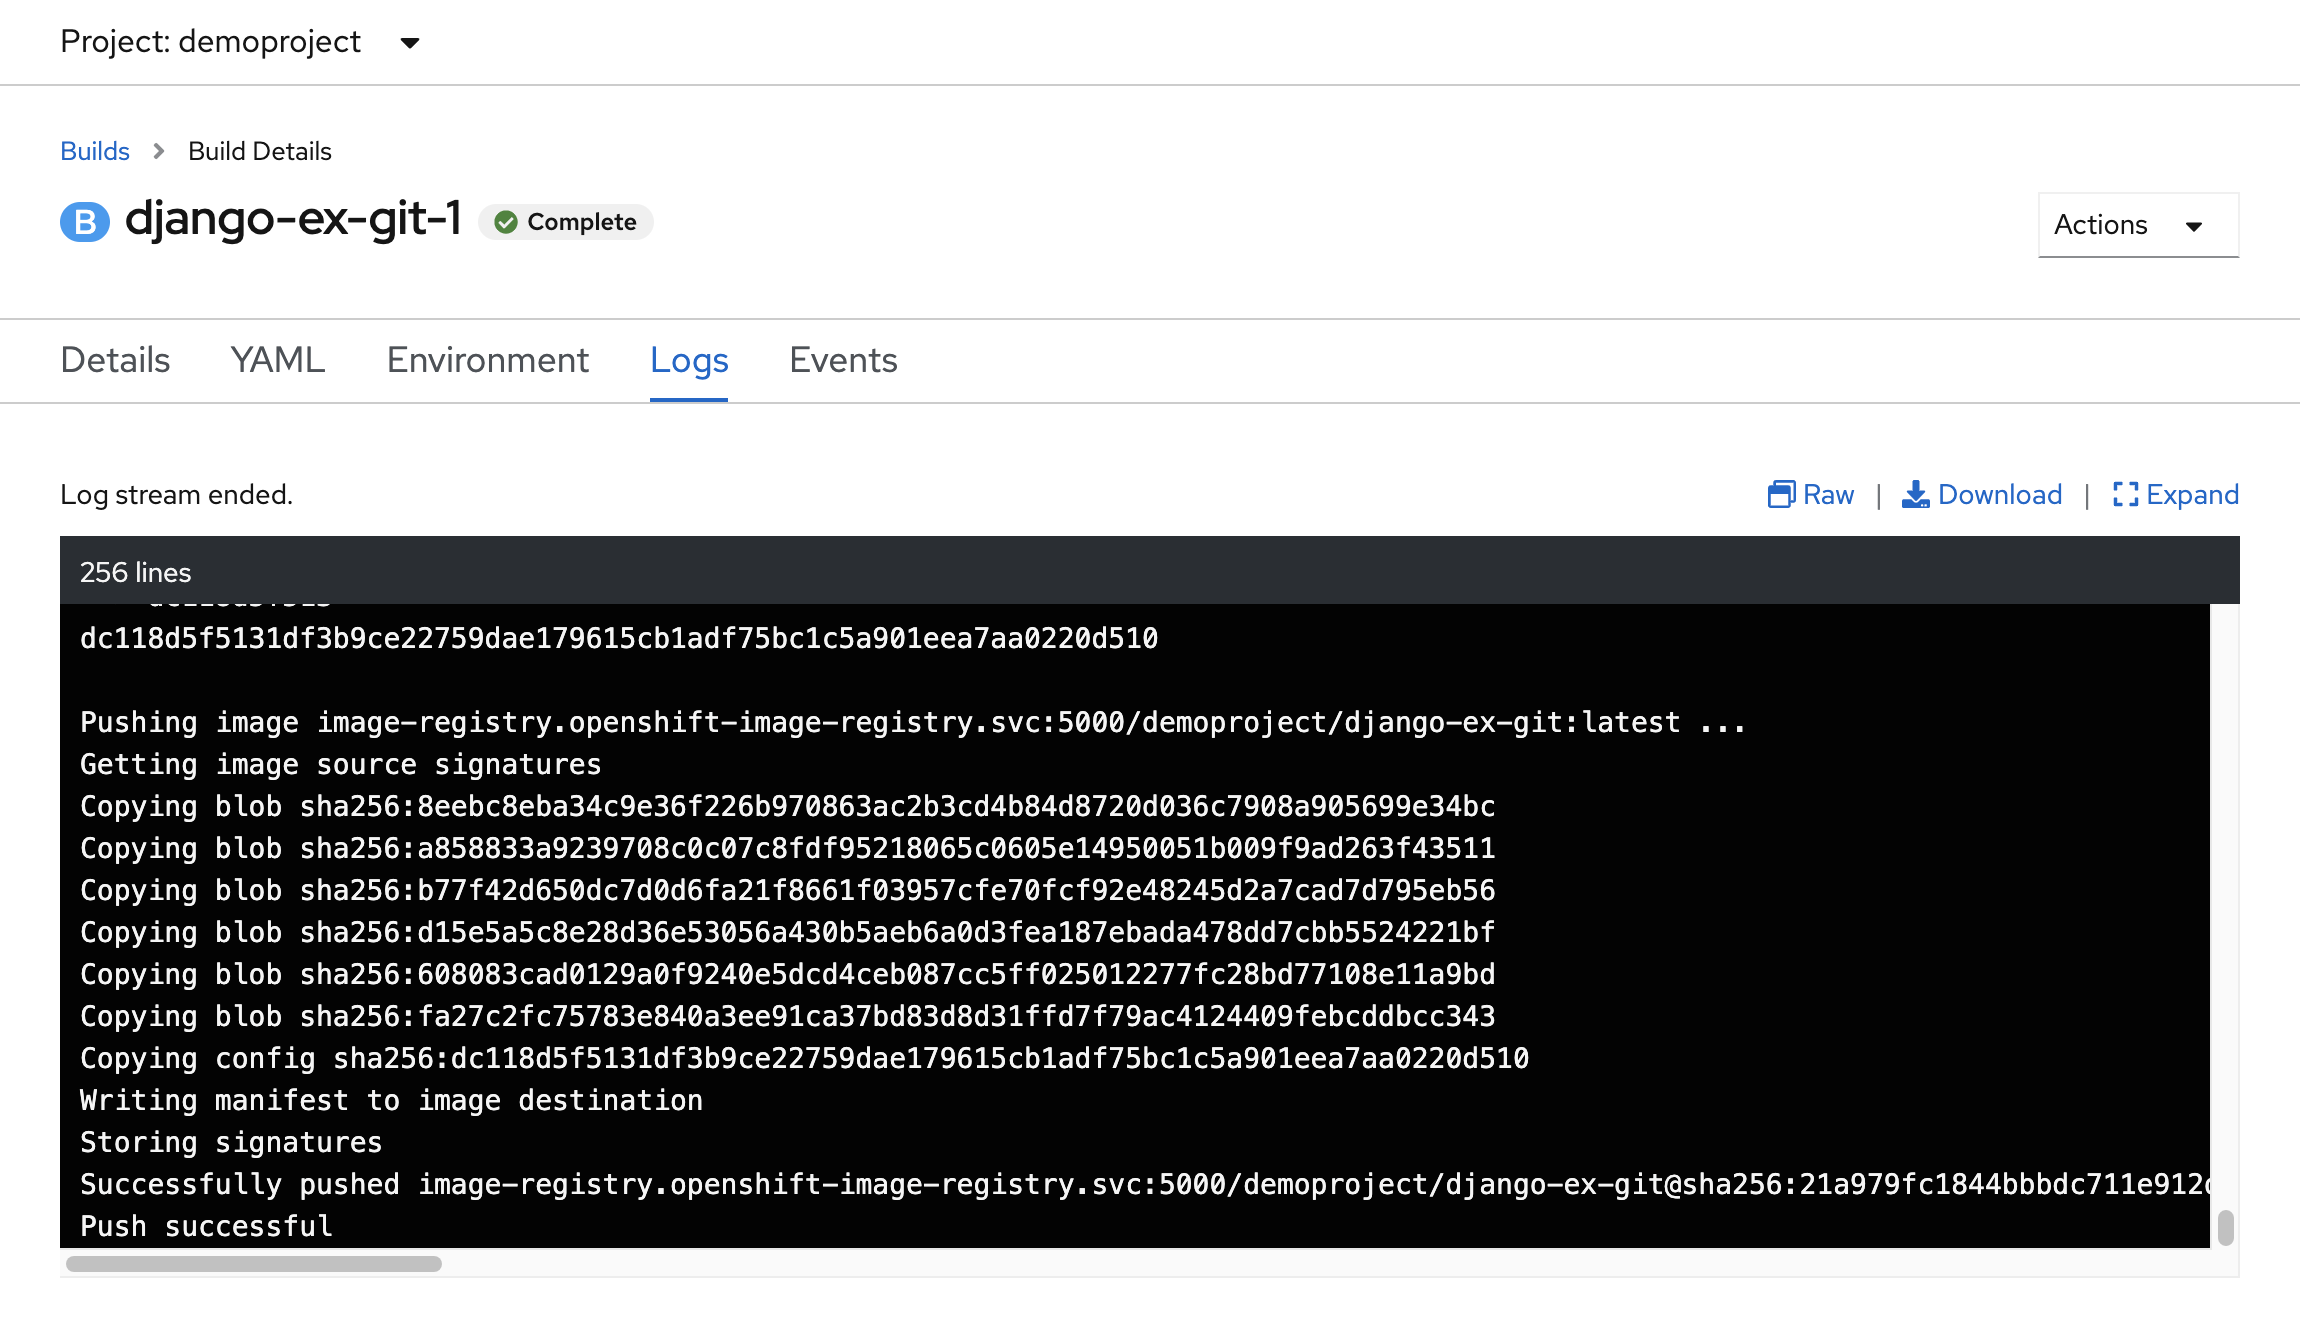 Project: demoproject
Builds > Build Details
B django-ex-git-1 Complete
Actions
Details YAML Environment Logs Events
Log stream ended.
Raw | Download | Expand
256 lines
dc118d5f5131df3b9ce22759dae179615cb1adf75bc1c5a901eea7aa0220d510
Pushing image image-registry.openshift-image-registry.svc:5000/demoproject/django-ex-git:latest ...
Getting image source signatures
Copying blob sha256:8eebc8eba34c9e36f226b970863ac2b3cd4b84d8720d036c7908a905699e34bc
Copying blob sha256:a858833a9239708c0c07c8fdf95218065c0605e14950051b009f9ad263f43511
Copying blob sha256:b77f42d650dc7d0d6fa21f8661f03957cfe70fcf92e48245d2a7cad7d795eb56
Copying blob sha256:d15e5a5c8e28d36e53056a430b5aeb6a0d3fea187ebada478dd7cbb5524221bf
Copying blob sha256:608083cad0129a0f9240e5dcd4ceb087cc5ff025012277fc28bd77108e11a9bd
Copying blob sha256:fa27c2fc75783e840a3ee91ca37bd83d8d31ffd7f79ac4124409febcddbcc343
Copying config sha256:dc118d5f5131df3b9ce22759dae179615cb1adf75bc1c5a901eea7aa0220d510
Writing manifest to image destination
Storing signatures
Successfully pushed image-registry.openshift-image-registry.svc:5000/demoproject/django-ex-git@sha256:21a979fc1844bbbdc711e912
Push successful